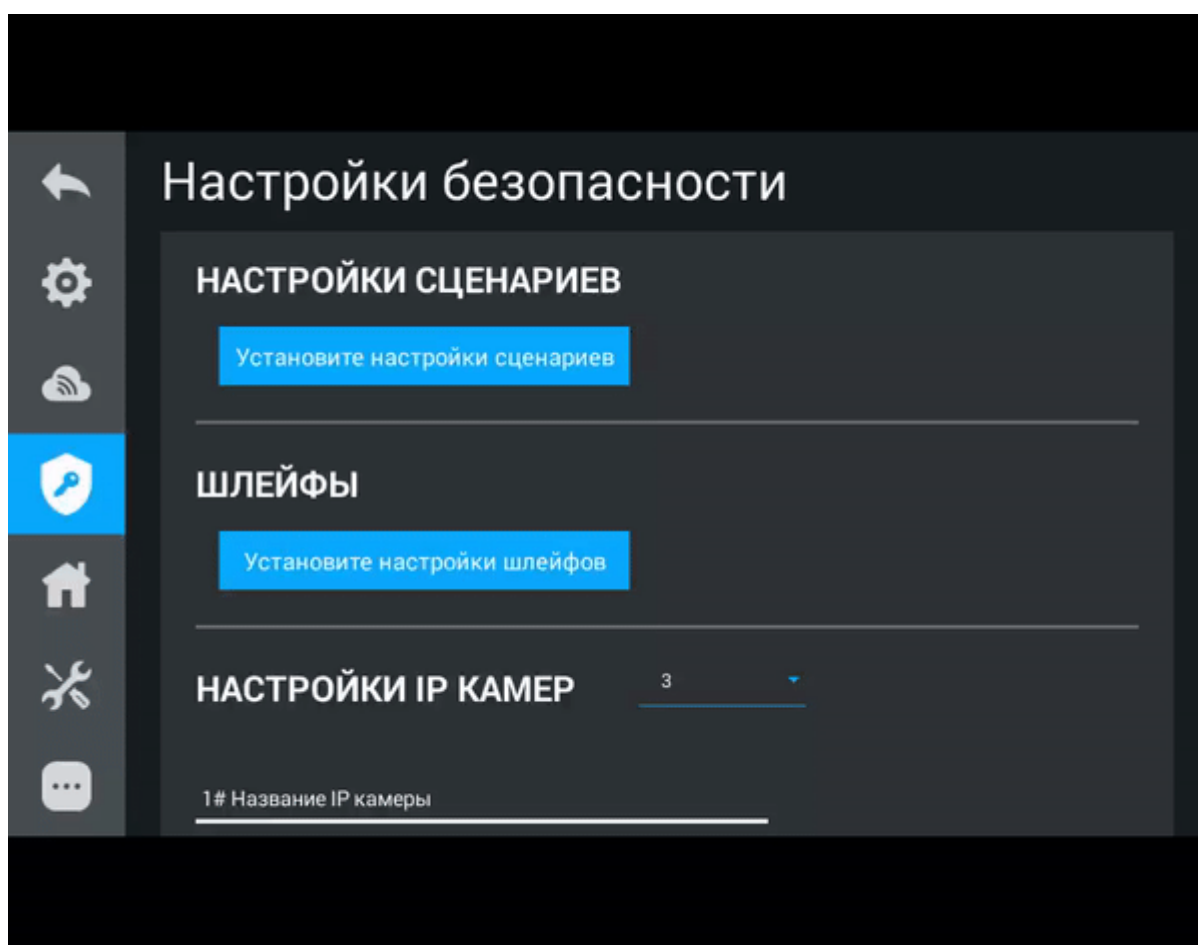 Настройки безопасности
НАСТРОЙКИ СЦЕНАРИЕВ
Установите настройки сценариев
ШЛЕЙФЫ
Установите настройки шлейфов
НАСТРОЙКИ IP КАМЕР 3
1# Название IP камеры